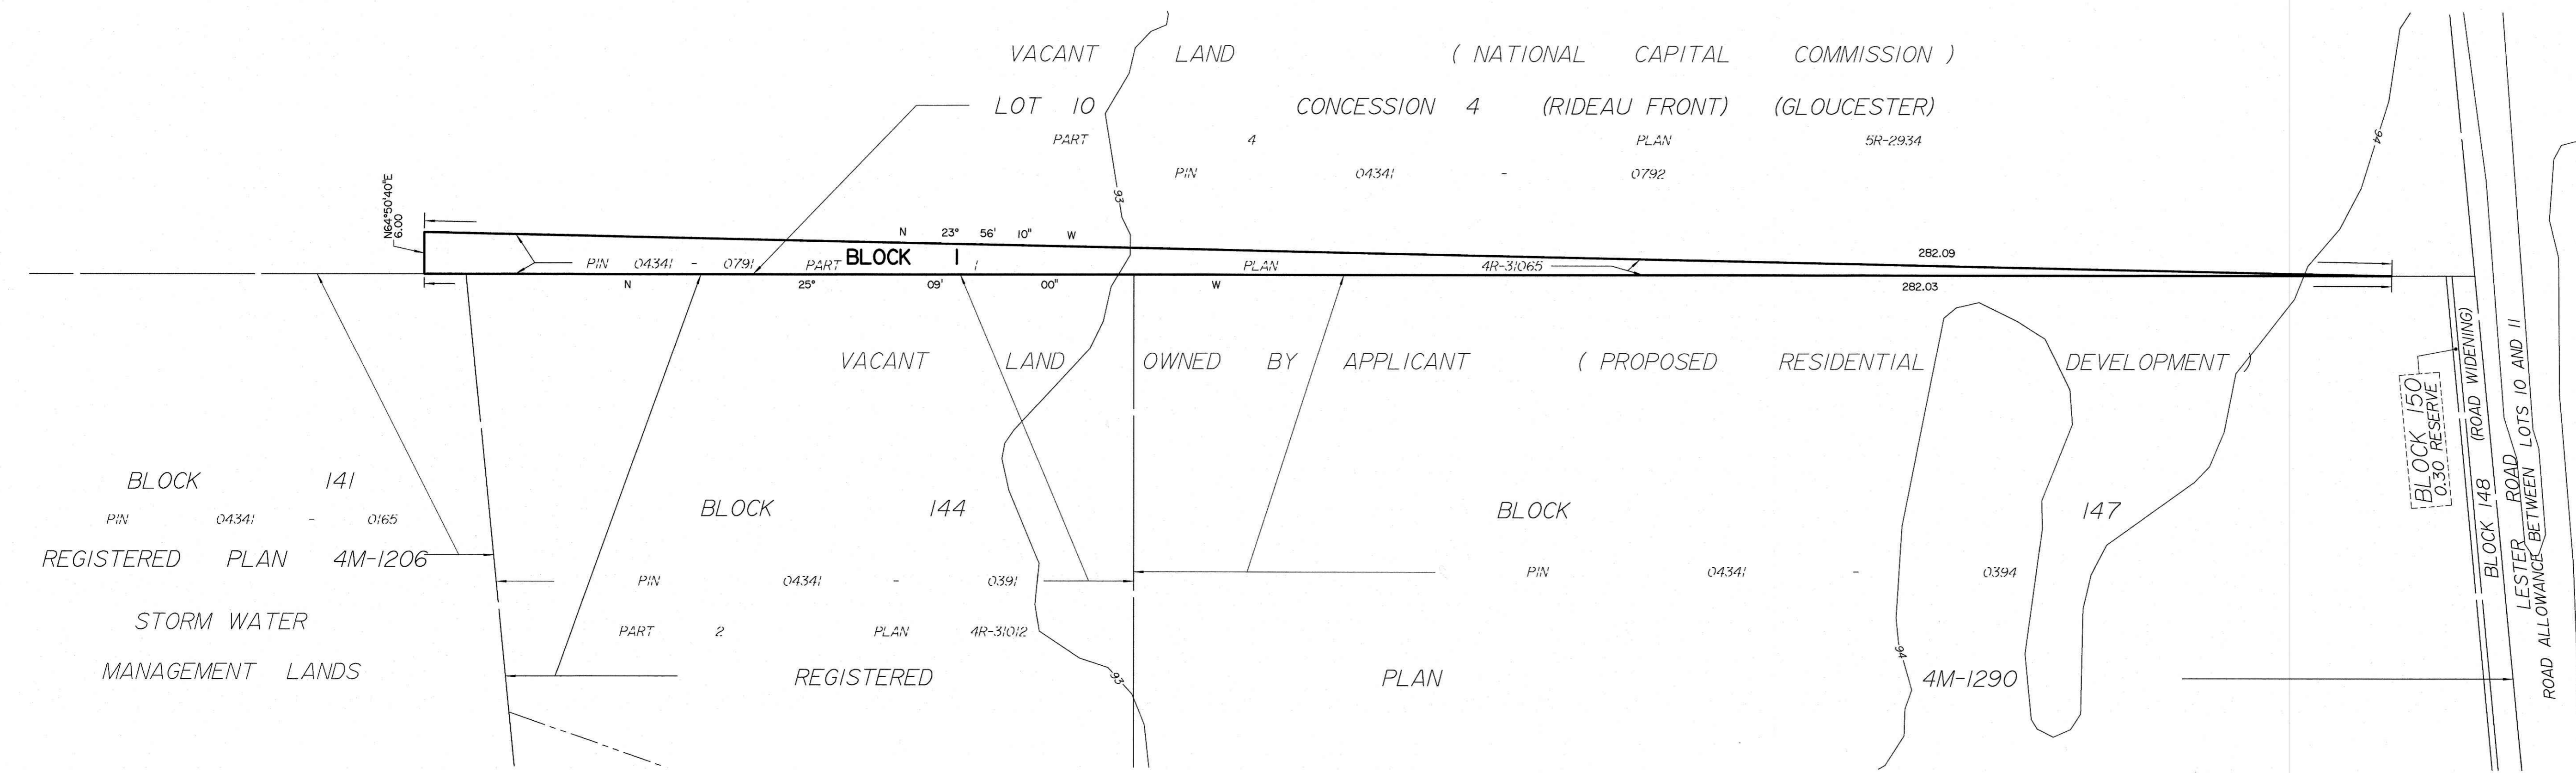 VACANT LAND ( NATIONAL CAPITAL COMMISSION )
LOT 10 CONCESSION 4 (RIDEAU FRONT) (GLOUCESTER)
PART 4 PLAN 5R-2934
PIN 04341 - 0792
93
94
N64°50'40"E
6.00
N 23° 56' 10" W
282.09
PIN 04341 - 0791 PART 1 PLAN 4R-31065
BLOCK 1
N 25° 09' 00" W
282.03
VACANT LAND OWNED BY APPLICANT ( PROPOSED RESIDENTIAL DEVELOPMENT )
BLOCK 141
PIN 04341 - 0165
REGISTERED PLAN 4M-1206
STORM WATER
MANAGEMENT LANDS
BLOCK 144
PIN 04341 - 0391
PART 2 PLAN 4R-31012
BLOCK 147
PIN 04341 - 0394
REGISTERED PLAN 4M-1290
93
94
BLOCK 150
0.30 RESERVE
BLOCK 148 (ROAD WIDENING)
LESTER ROAD
ROAD ALLOWANCE BETWEEN LOTS 10 AND 11